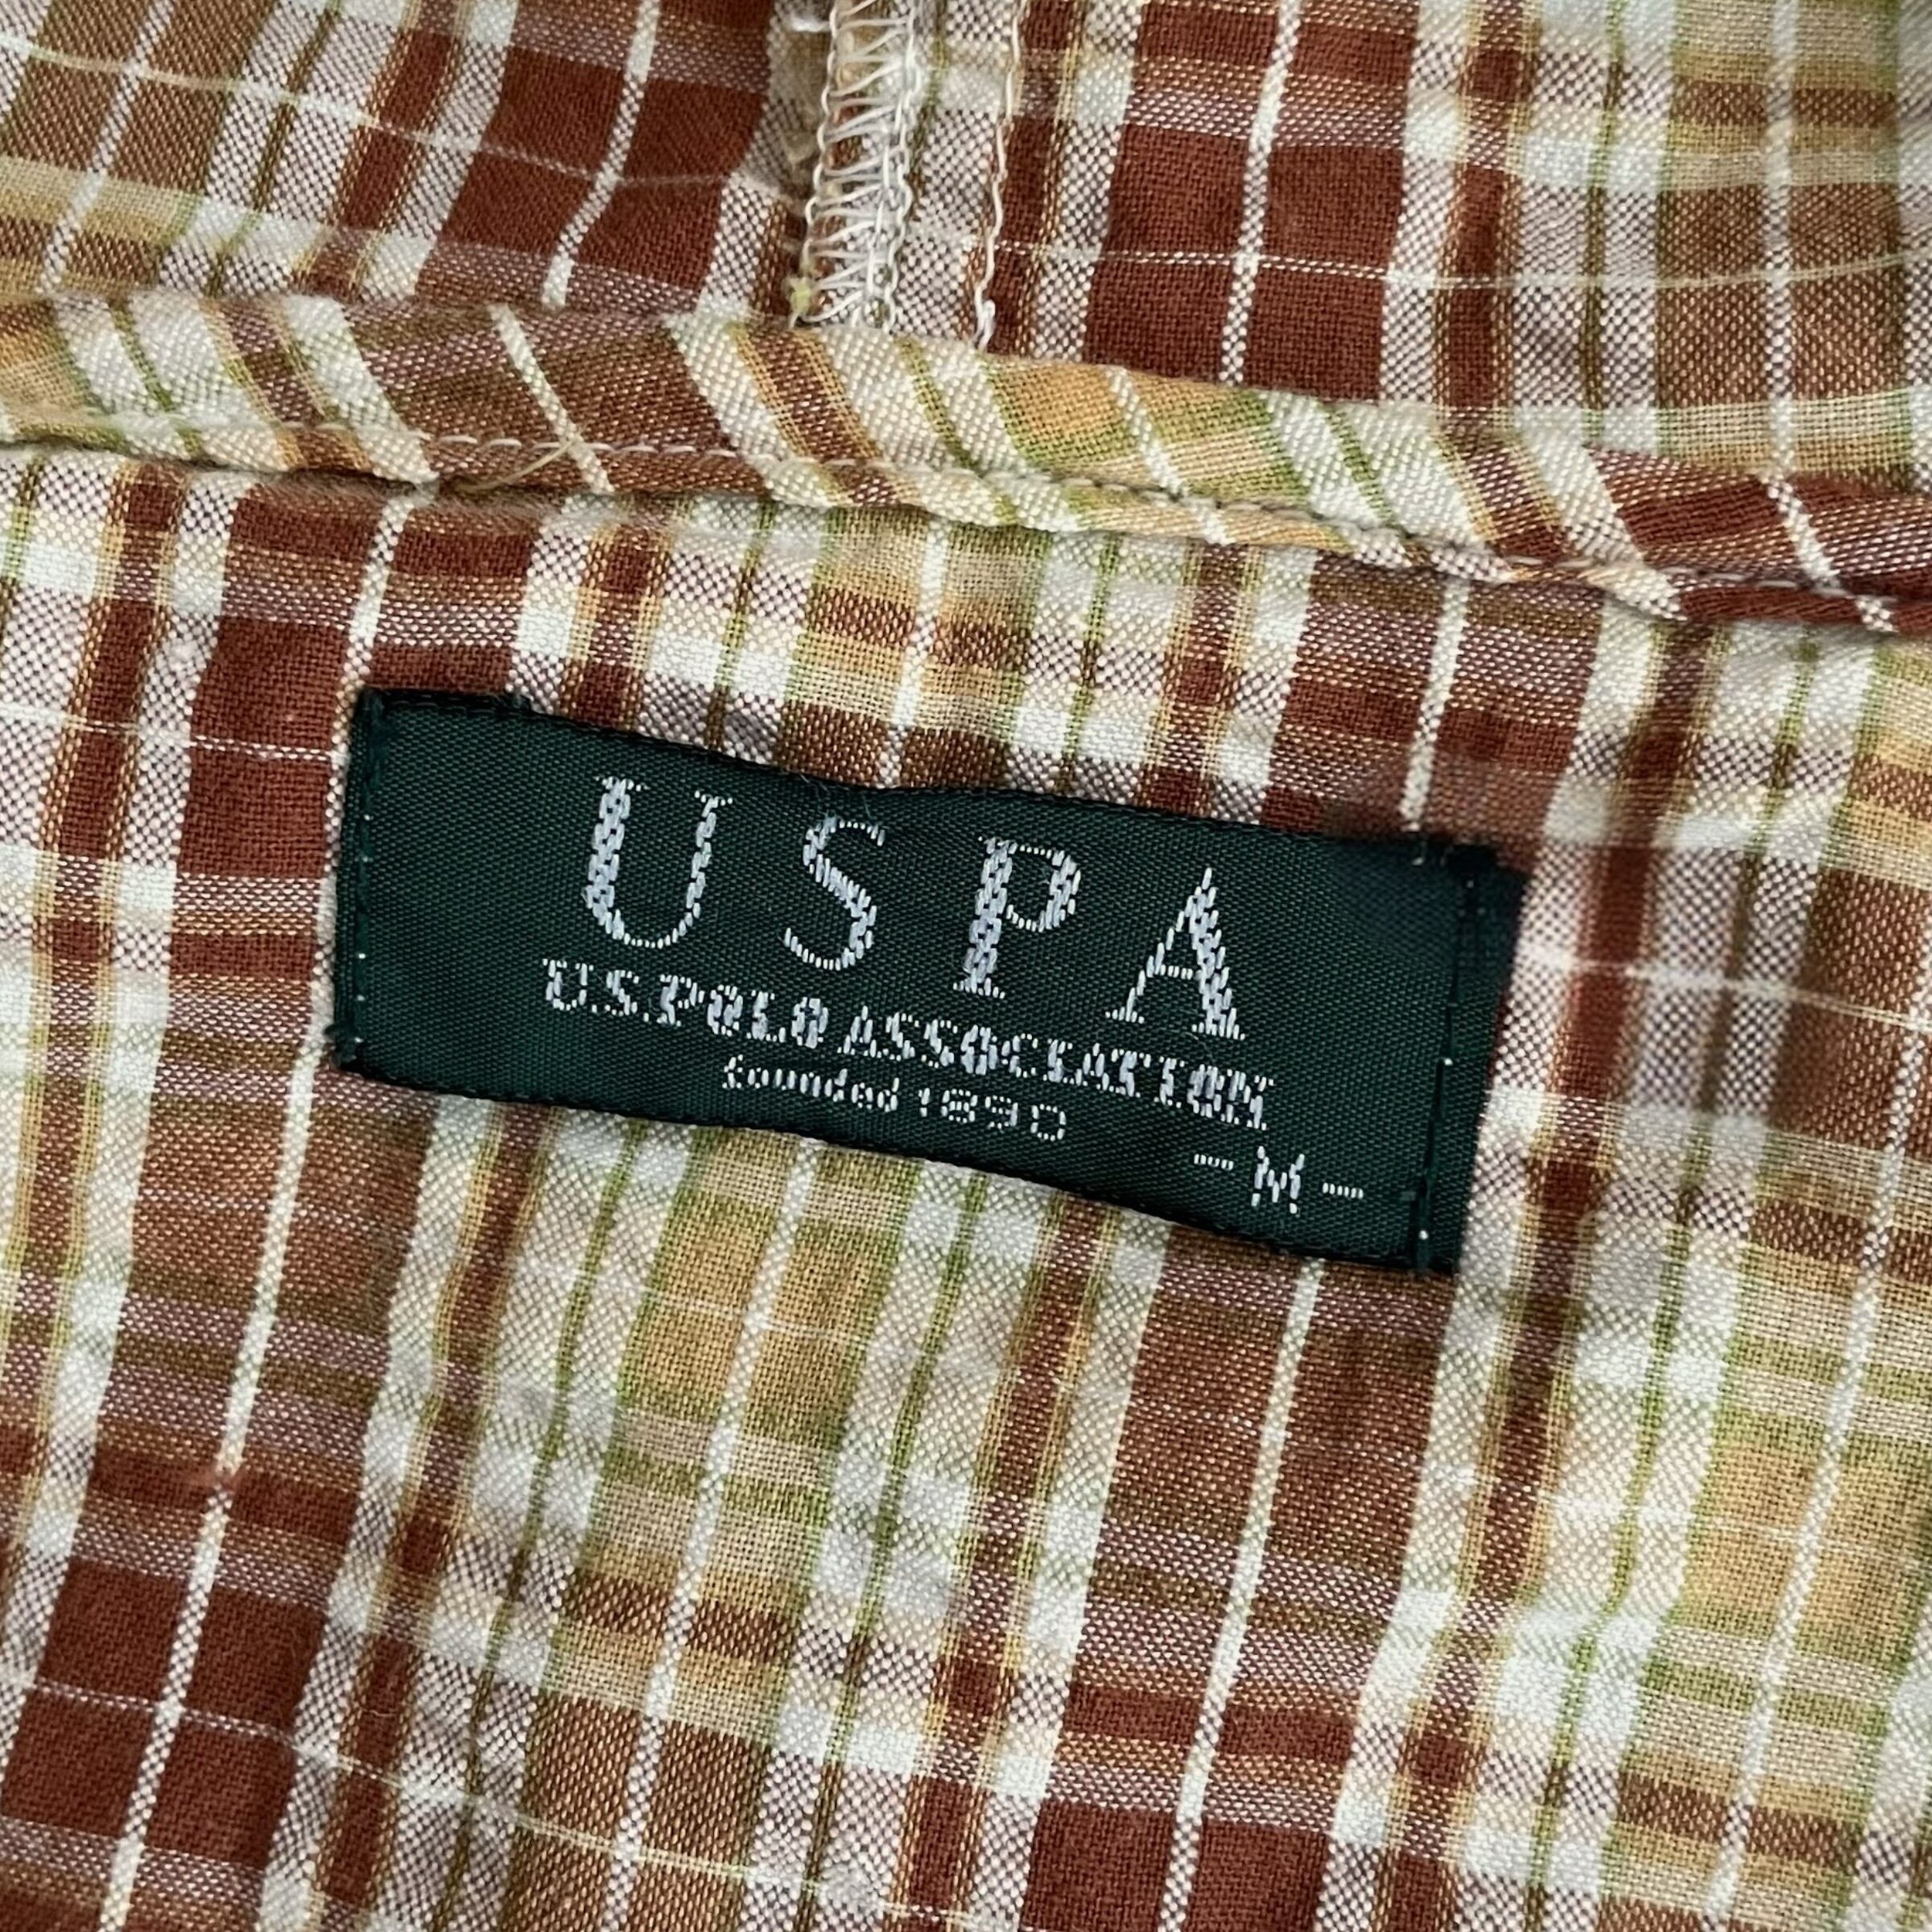 USPA
U.S. POLO ASSOCIATION
founded 1890
- M -